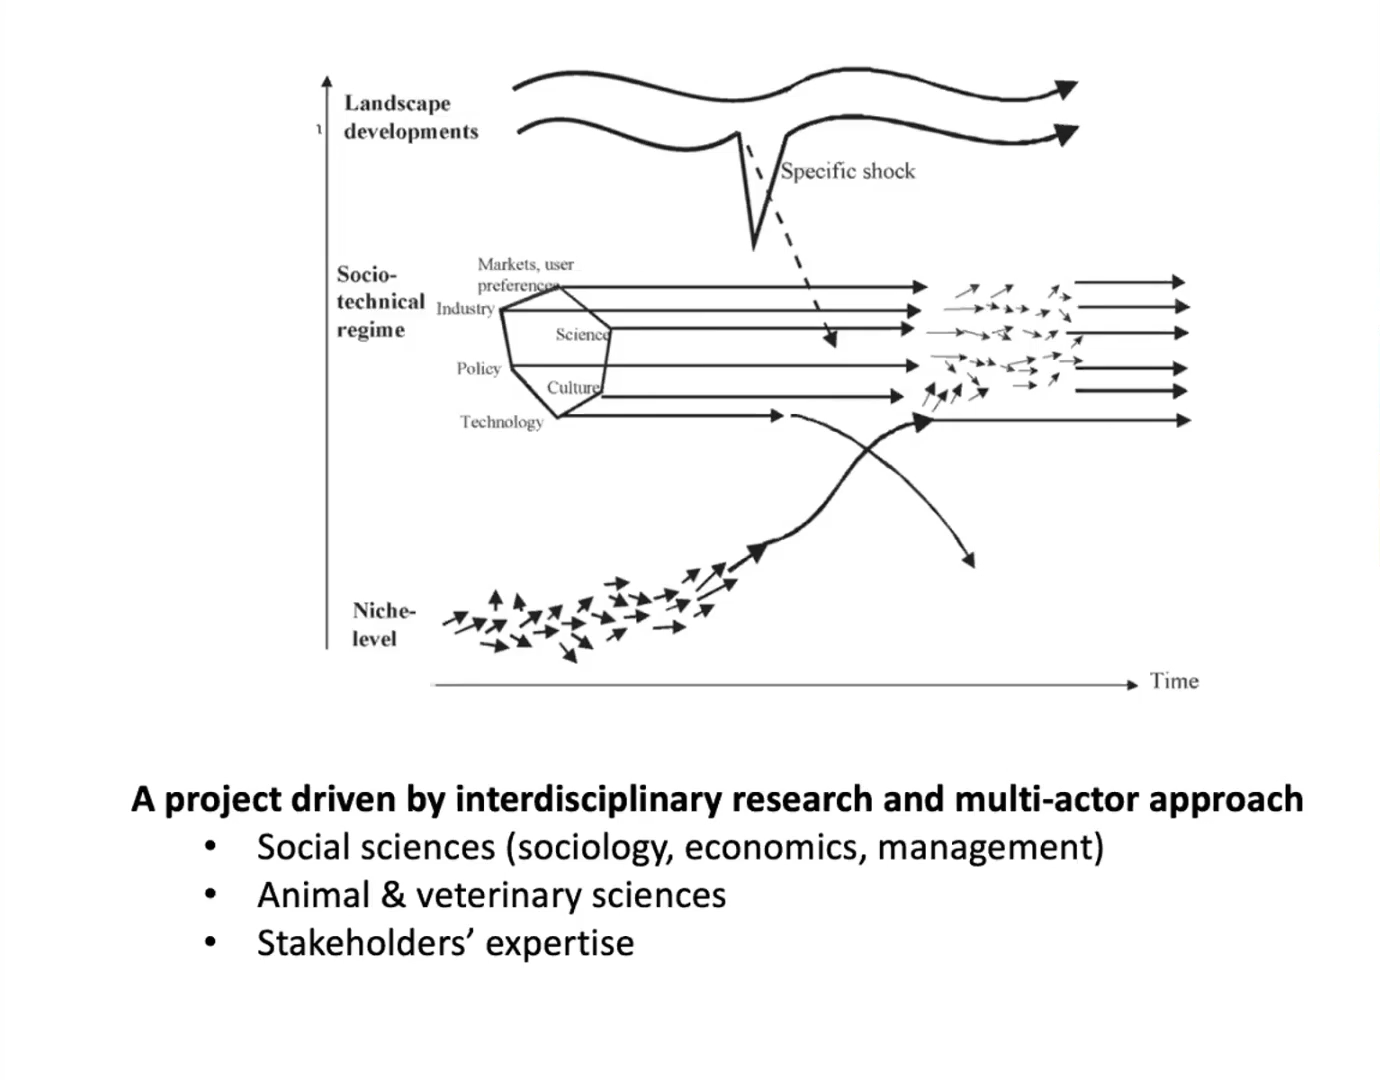 Landscape
developments
Specific shock
Markets, user
preferences
Socio-
technical
regime
Industry
Science
Policy
Culture
Technology
Niche-
level
Time
A project driven by interdisciplinary research and multi-actor approach
• Social sciences (sociology, economics, management)
• Animal & veterinary sciences
• Stakeholders’ expertise